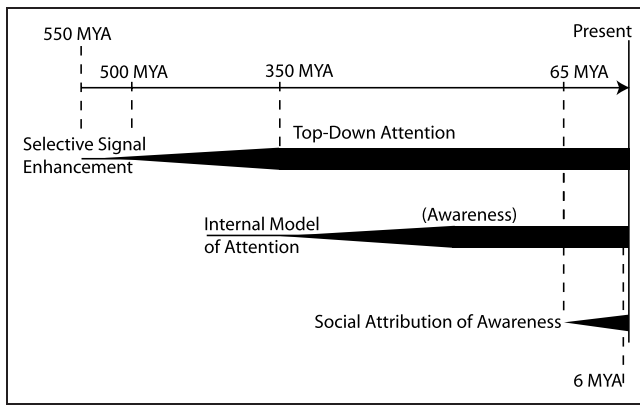 550 MYA
Present
500 MYA
350 MYA
65 MYA
Top-Down Attention
Selective Signal
Enhancement
(Awareness)
Internal Model
of Attention
Social Attribution of Awareness
6 MYA